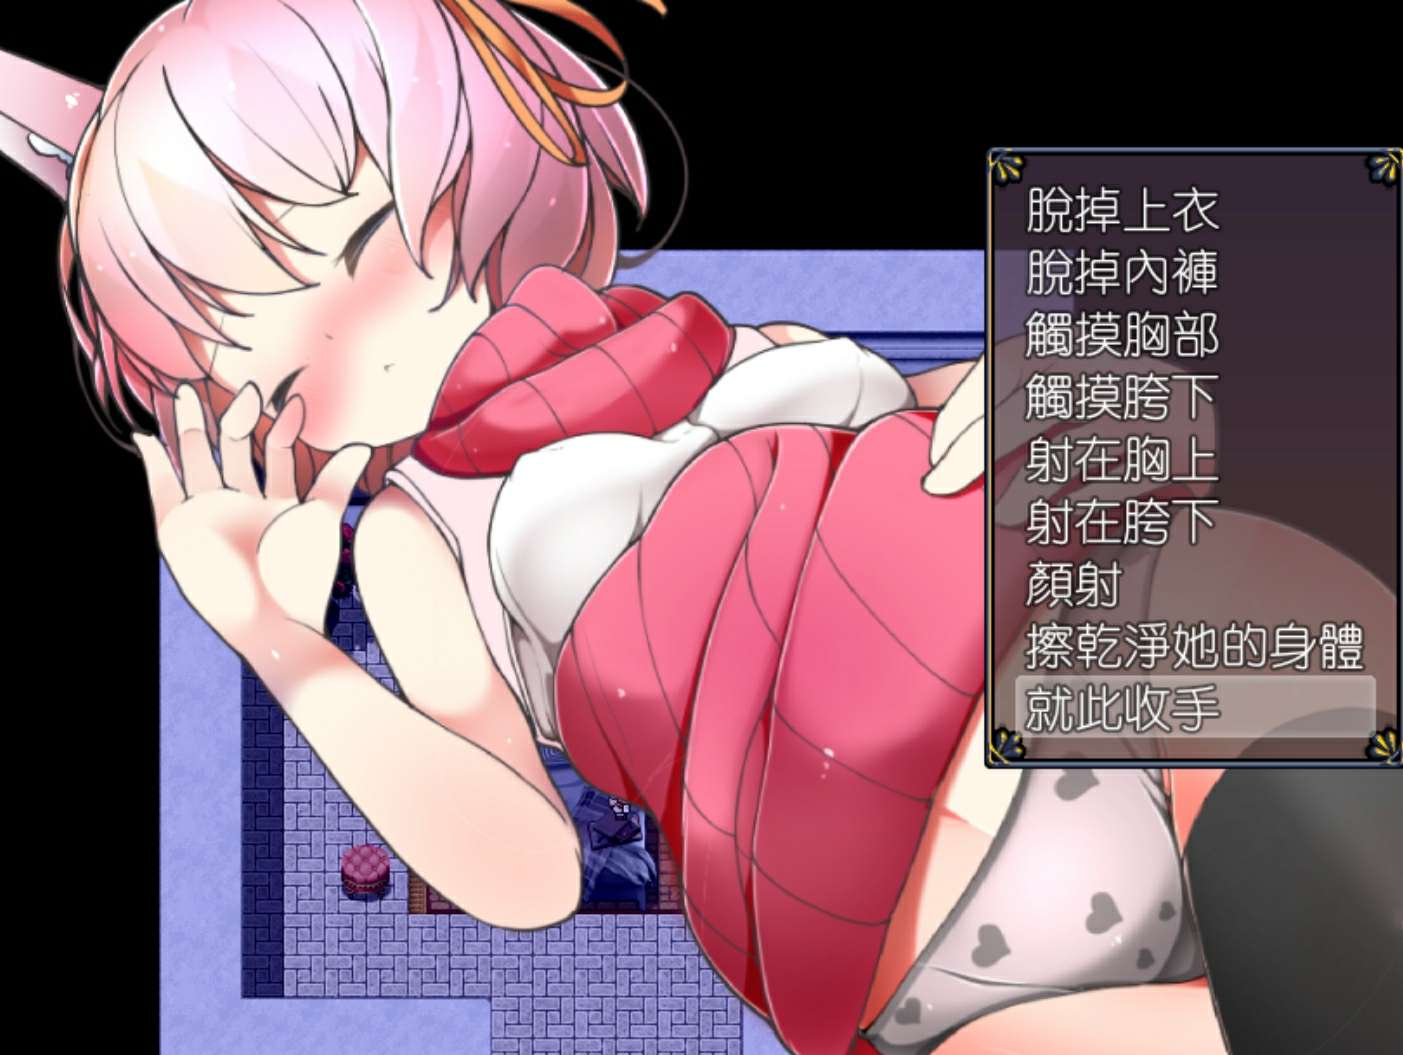 脫掉上衣
脫掉內褲
觸摸胸部
觸摸胯下
射在胸上
射在胯下
顏射
擦乾淨她的身體
就此收手